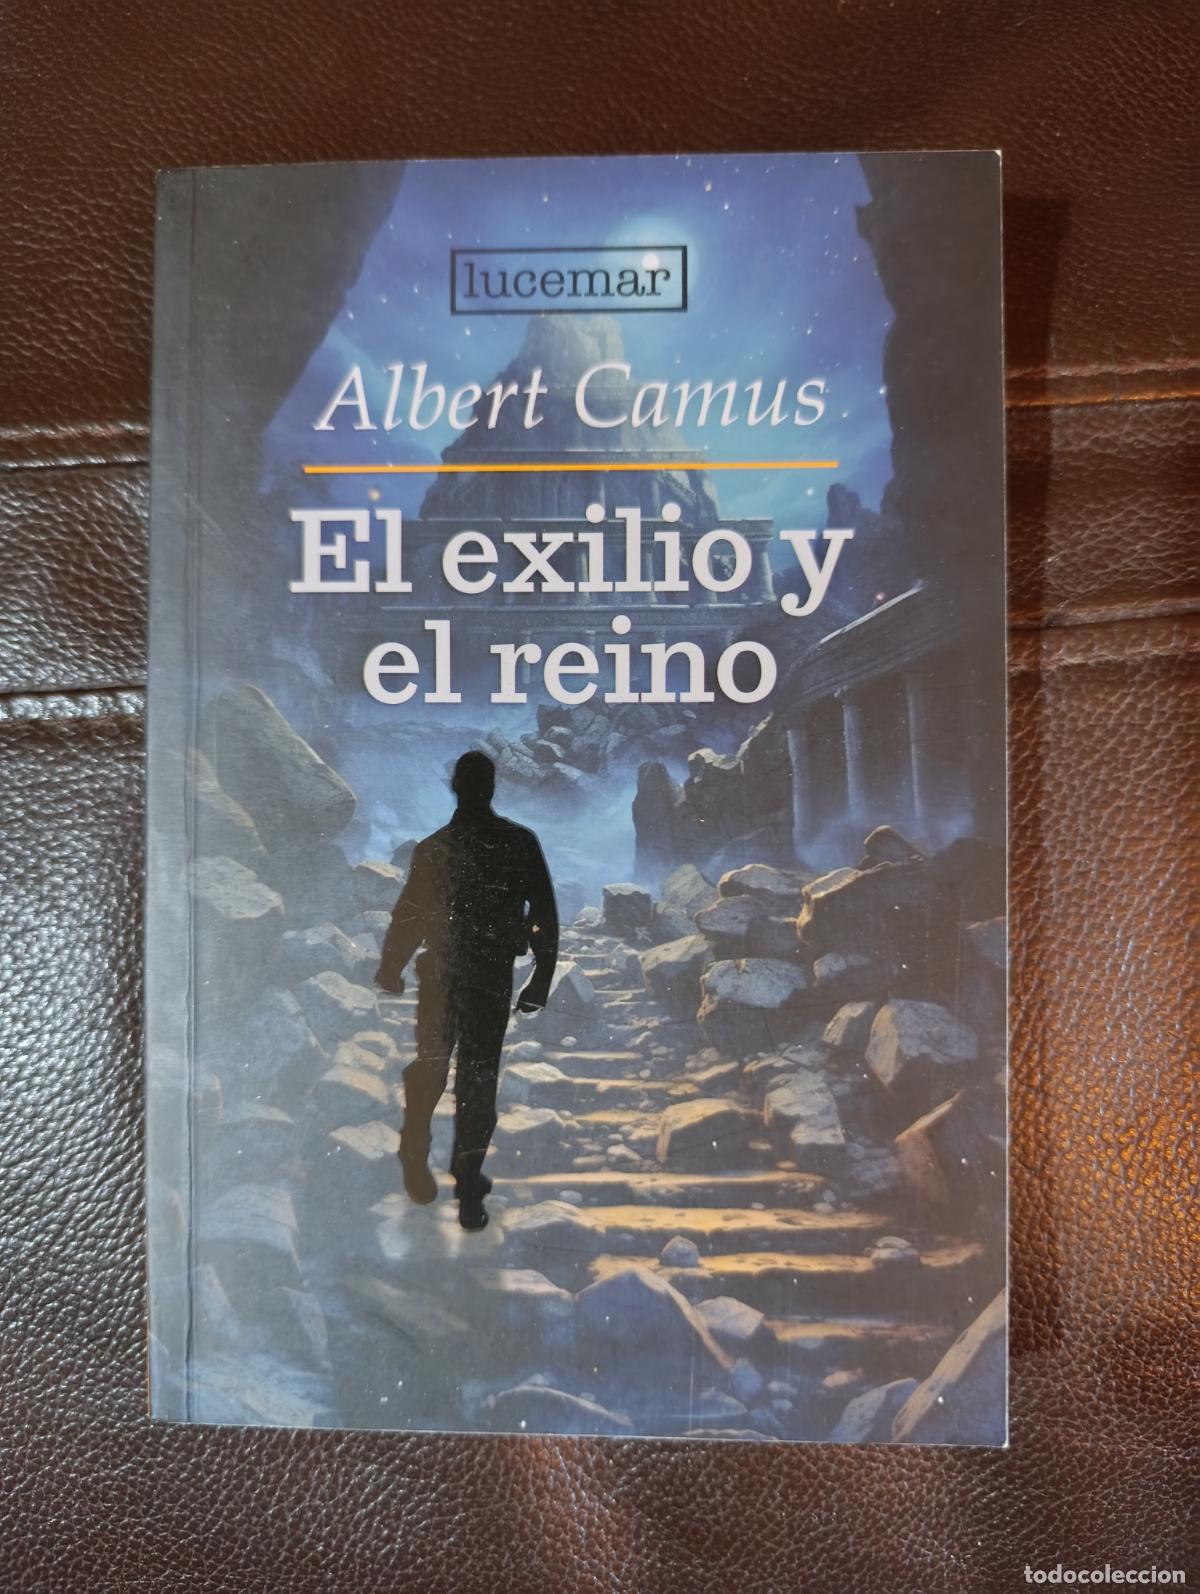 lucemar
Albert Camus
El exilio y
el reino
todocoleccion